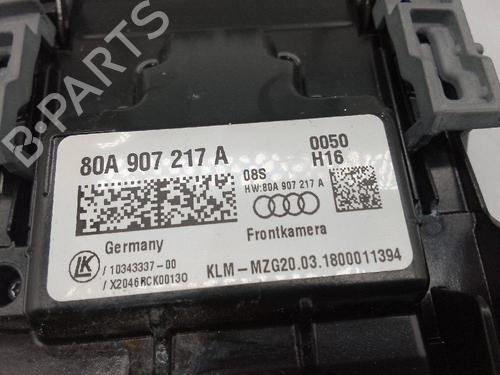 B-PARTS
80A 907 217 A
0050
H16
08S
HW:80A 907 217 A
Germany
Frontkamera
LK
/ 10343337-00
/ X2046RCK00130
KLM-MZG20.03.1800011394